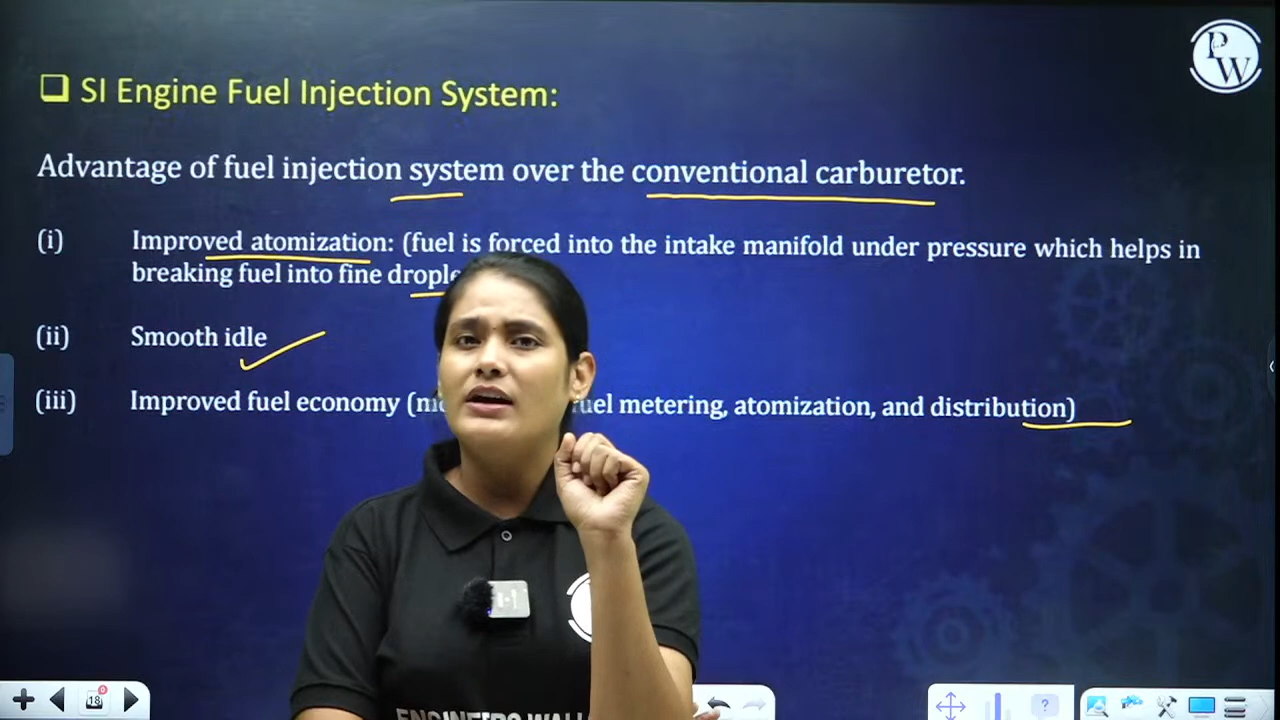 PW
SI Engine Fuel Injection System:
Advantage of fuel injection system over the conventional carburetor.
(i) Improved atomization: (fuel is forced into the intake manifold under pressure which helps in
breaking fuel into fine
(ii) Smooth idle
(iii) Improved fuel economy ( metering, atomization, and distribution)
18
0